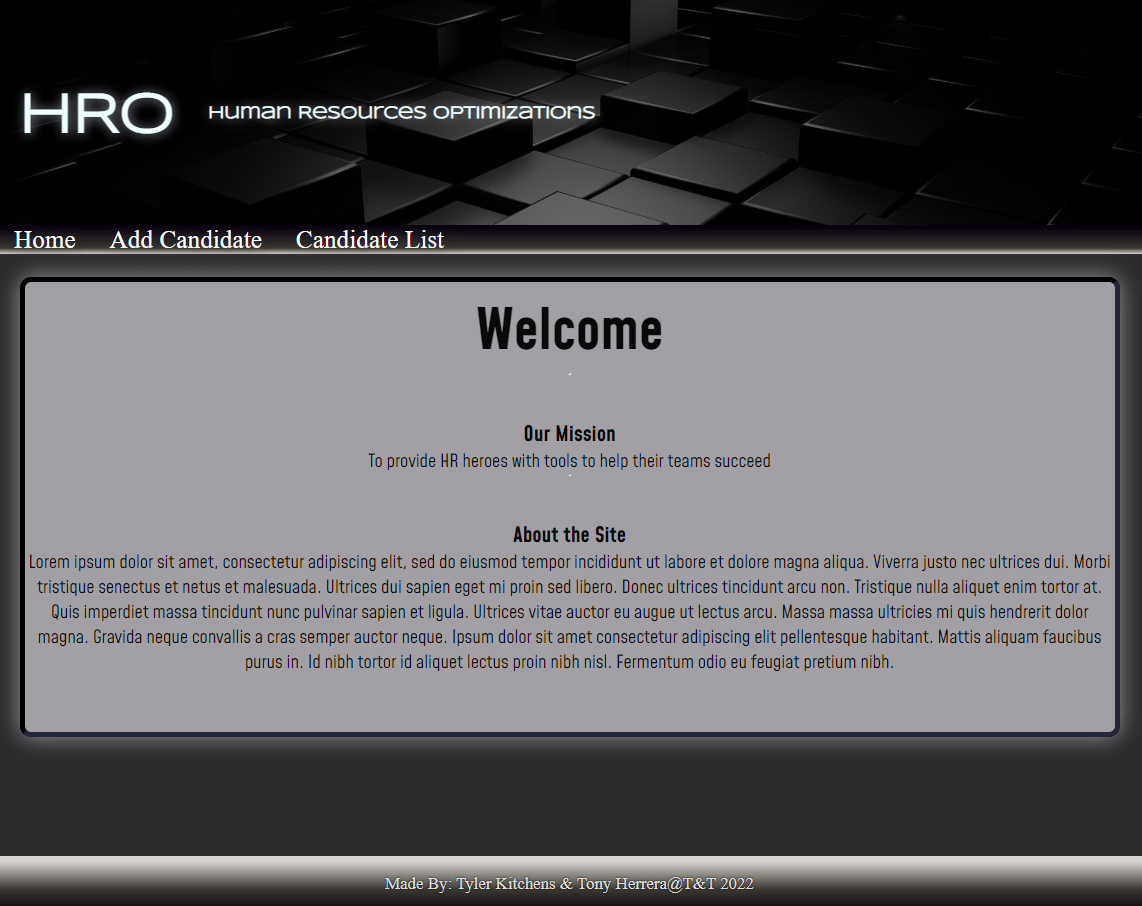 HRO Human Resources Optimizations
Home Add Candidate Candidate List
Welcome
Our Mission
To provide HR heroes with tools to help their teams succeed
About the Site
Lorem ipsum dolor sit amet, consectetur adipiscing elit, sed do eiusmod tempor incididunt ut labore et dolore magna aliqua. Viverra justo nec ultrices dui. Morbi
tristique senectus et netus et malesuada. Ultrices dui sapien eget mi proin sed libero. Donec ultrices tincidunt arcu non. Tristique nulla aliquet enim tortor at.
Quis imperdiet massa tincidunt nunc pulvinar sapien et ligula. Ultrices vitae auctor eu augue ut lectus arcu. Massa massa ultricies mi quis hendrerit dolor
magna. Gravida neque convallis a cras semper auctor neque. Ipsum dolor sit amet consectetur adipiscing elit pellentesque habitant. Mattis aliquam faucibus
purus in. Id nibh tortor id aliquet lectus proin nibh nisl. Fermentum odio eu feugiat pretium nibh.
Made By: Tyler Kitchens & Tony Herrera@T&T 2022